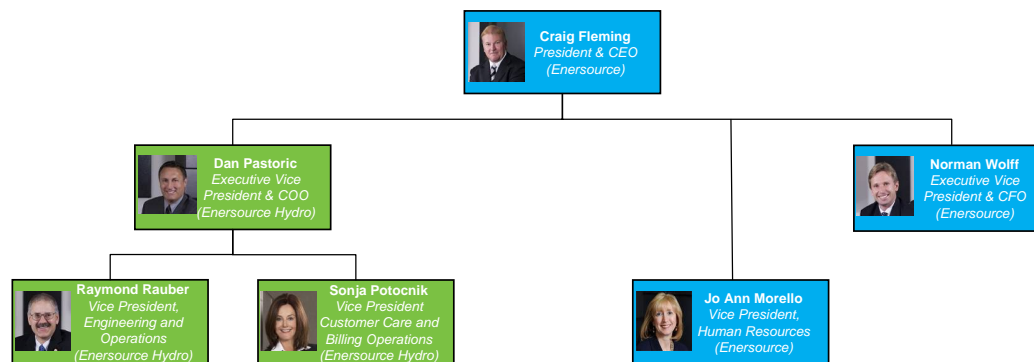 Craig Fleming
President & CEO
(Enersource)
Dan Pastoric
Executive Vice
President & COO
(Enersource Hydro)
Norman Wolff
Executive Vice
President & CFO
(Enersource)
Raymond Rauber
Vice President,
Engineering and
Operations
(Enersource Hydro)
Sonja Potocnik
Vice President
Customer Care and
Billing Operations
(Enersource Hydro)
Jo Ann Morello
Vice President,
Human Resources
(Enersource)